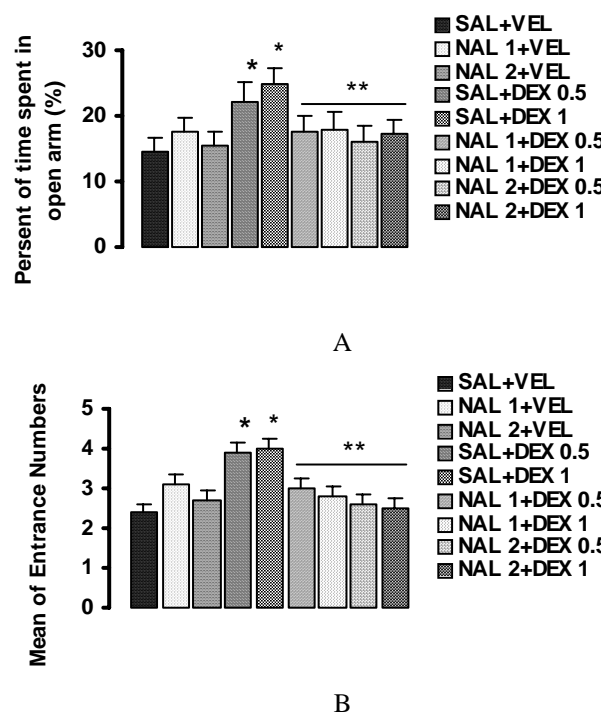 Persent of time spent in
open arm (%)
30
20
10
0
*
*
**
SAL+VEL
NAL 1+VEL
NAL 2+VEL
SAL+DEX 0.5
SAL+DEX 1
NAL 1+DEX 0.5
NAL 1+DEX 1
NAL 2+DEX 0.5
NAL 2+DEX 1
A
Mean of Entrance Numbers
5
4
3
2
1
0
*
*
**
SAL+VEL
NAL 1+VEL
NAL 2+VEL
SAL+DEX 0.5
SAL+DEX 1
NAL 1+DEX 0.5
NAL 1+DEX 1
NAL 2+DEX 0.5
NAL 2+DEX 1
B